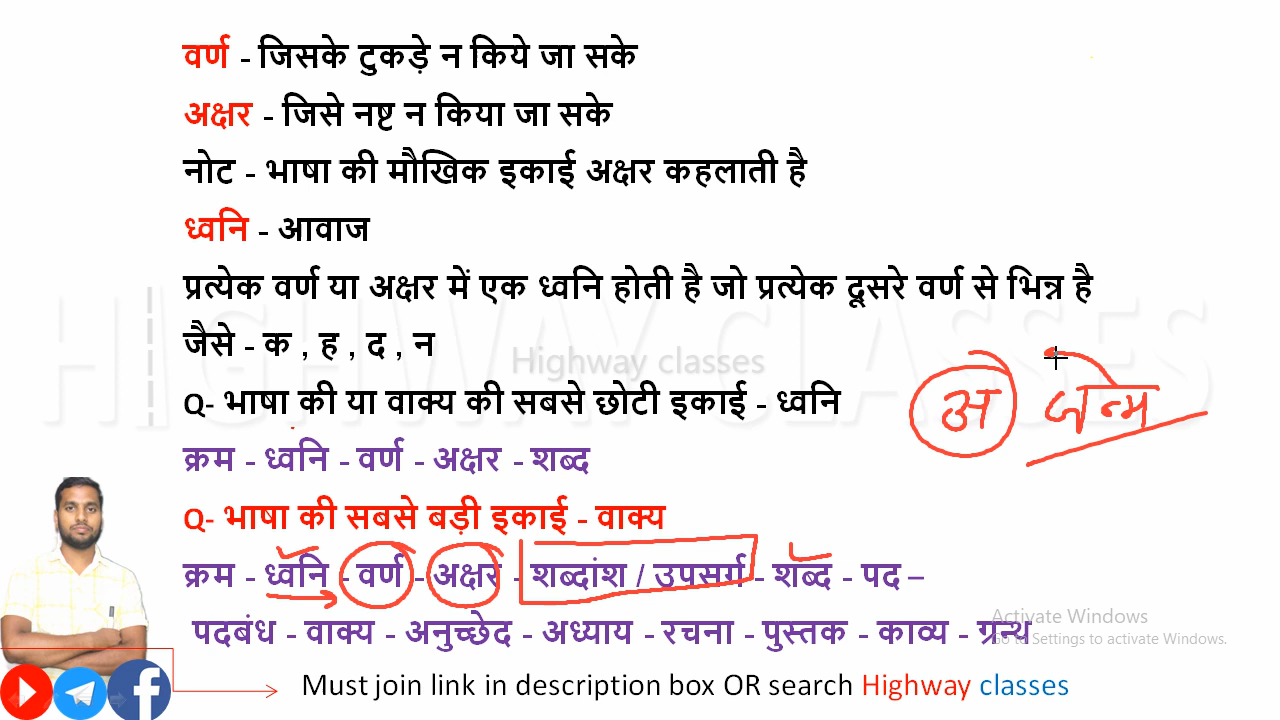 वर्ण - जिसके टुकड़े न किये जा सके
अक्षर - जिसे नष्ट न किया जा सके
नोट - भाषा की मौखिक इकाई अक्षर कहलाती है
ध्वनि - आवाज
प्रत्येक वर्ण या अक्षर में एक ध्वनि होती है जो प्रत्येक दूसरे वर्ण से भिन्न है
जैसे - क , ह , द , न
HIGHWAY CLASSES
Highway classes
Q- भाषा की या वाक्य की सबसे छोटी इकाई - ध्वनि
अ जन्म
क्रम - ध्वनि - वर्ण - अक्षर - शब्द
Q- भाषा की सबसे बड़ी इकाई - वाक्य
क्रम - ध्वनि - वर्ण - अक्षर - शब्दांश / उपसर्ग - शब्द - पद –
पदबंध - वाक्य - अनुच्छेद - अध्याय - रचना - पुस्तक - काव्य - ग्रन्थ
Activate Windows
Go to Settings to activate Windows.
Must join link in description box OR search Highway classes